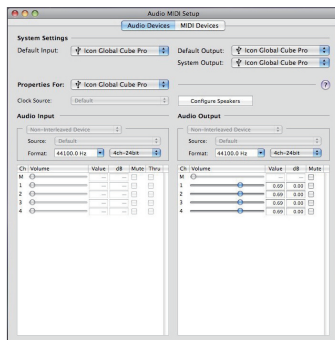 Audio MIDI Setup
Audio Devices MIDI Devices
System Settings
Default Input: Icon Global Cube Pro
Default Output: Icon Global Cube Pro
System Output: Icon Global Cube Pro
Properties For: Icon Global Cube Pro ?
Clock Source: Default
Configure Speakers
Audio Input
Non-Interleaved Device
Source: Default
Format: 44100.0 Hz 4ch-24bit
Ch Volume Value dB Mute Thru
M -- --
1 -- --
2 -- --
3 -- --
4 -- --
Audio Output
Non-Interleaved Device
Source: Default
Format: 44100.0 Hz 4ch-24bit
Ch Volume Value dB Mute
M -- --
1 0.69 0.00
2 0.69 0.00
3 0.69 0.00
4 0.69 0.00